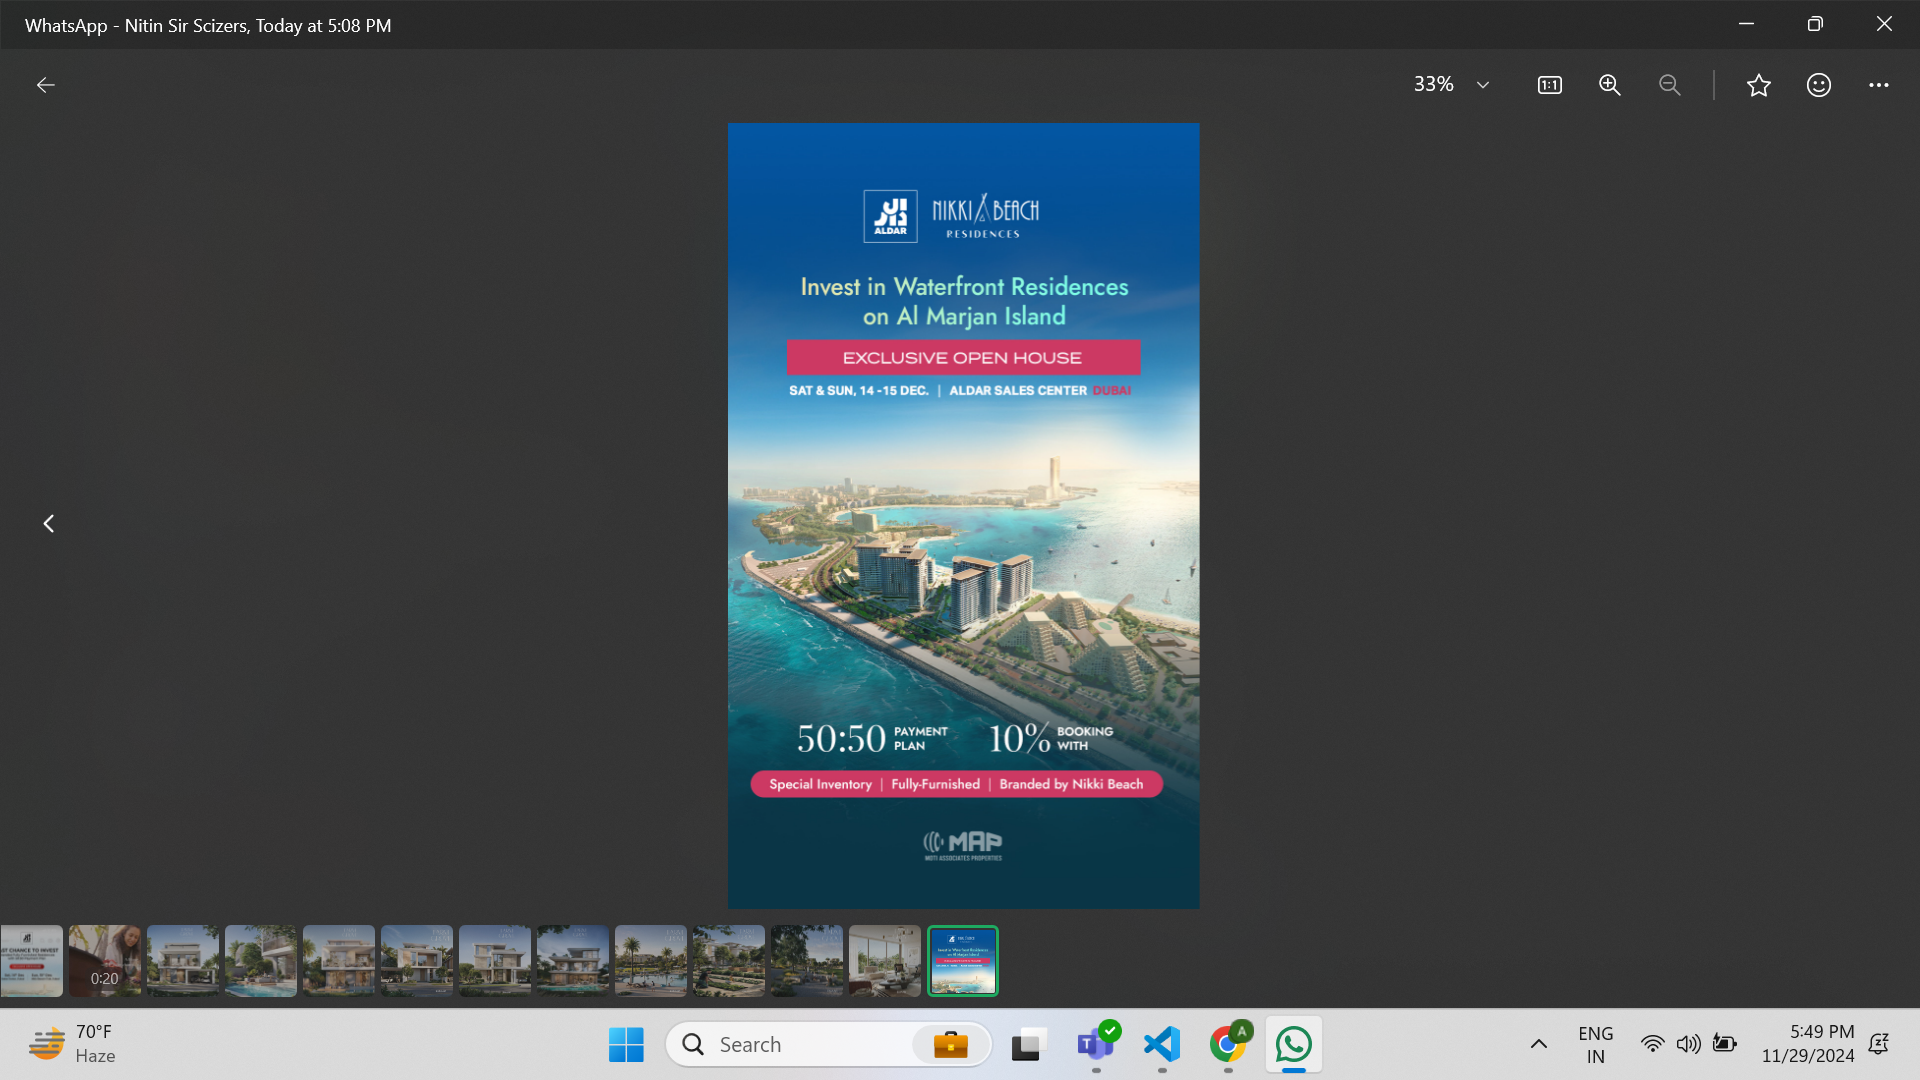 WhatsApp - Nitin Sir Scizers, Today at 5:08 PM
33%
1:1
ALDAR
NIKKI BEACH
RESIDENCES
Invest in Waterfront Residences
on Al Marjan Island
EXCLUSIVE OPEN HOUSE
SAT & SUN, 14 -15 DEC. | ALDAR SALES CENTER DUBAI
50:50 PAYMENT PLAN
10% BOOKING WITH
Special Inventory | Fully-Furnished | Branded by Nikki Beach
MAP
MOTI ASSOCIATES PROPERTIES
0:20
70°F
Haze
Search
T
A
ENG
IN
5:49 PM
11/29/2024